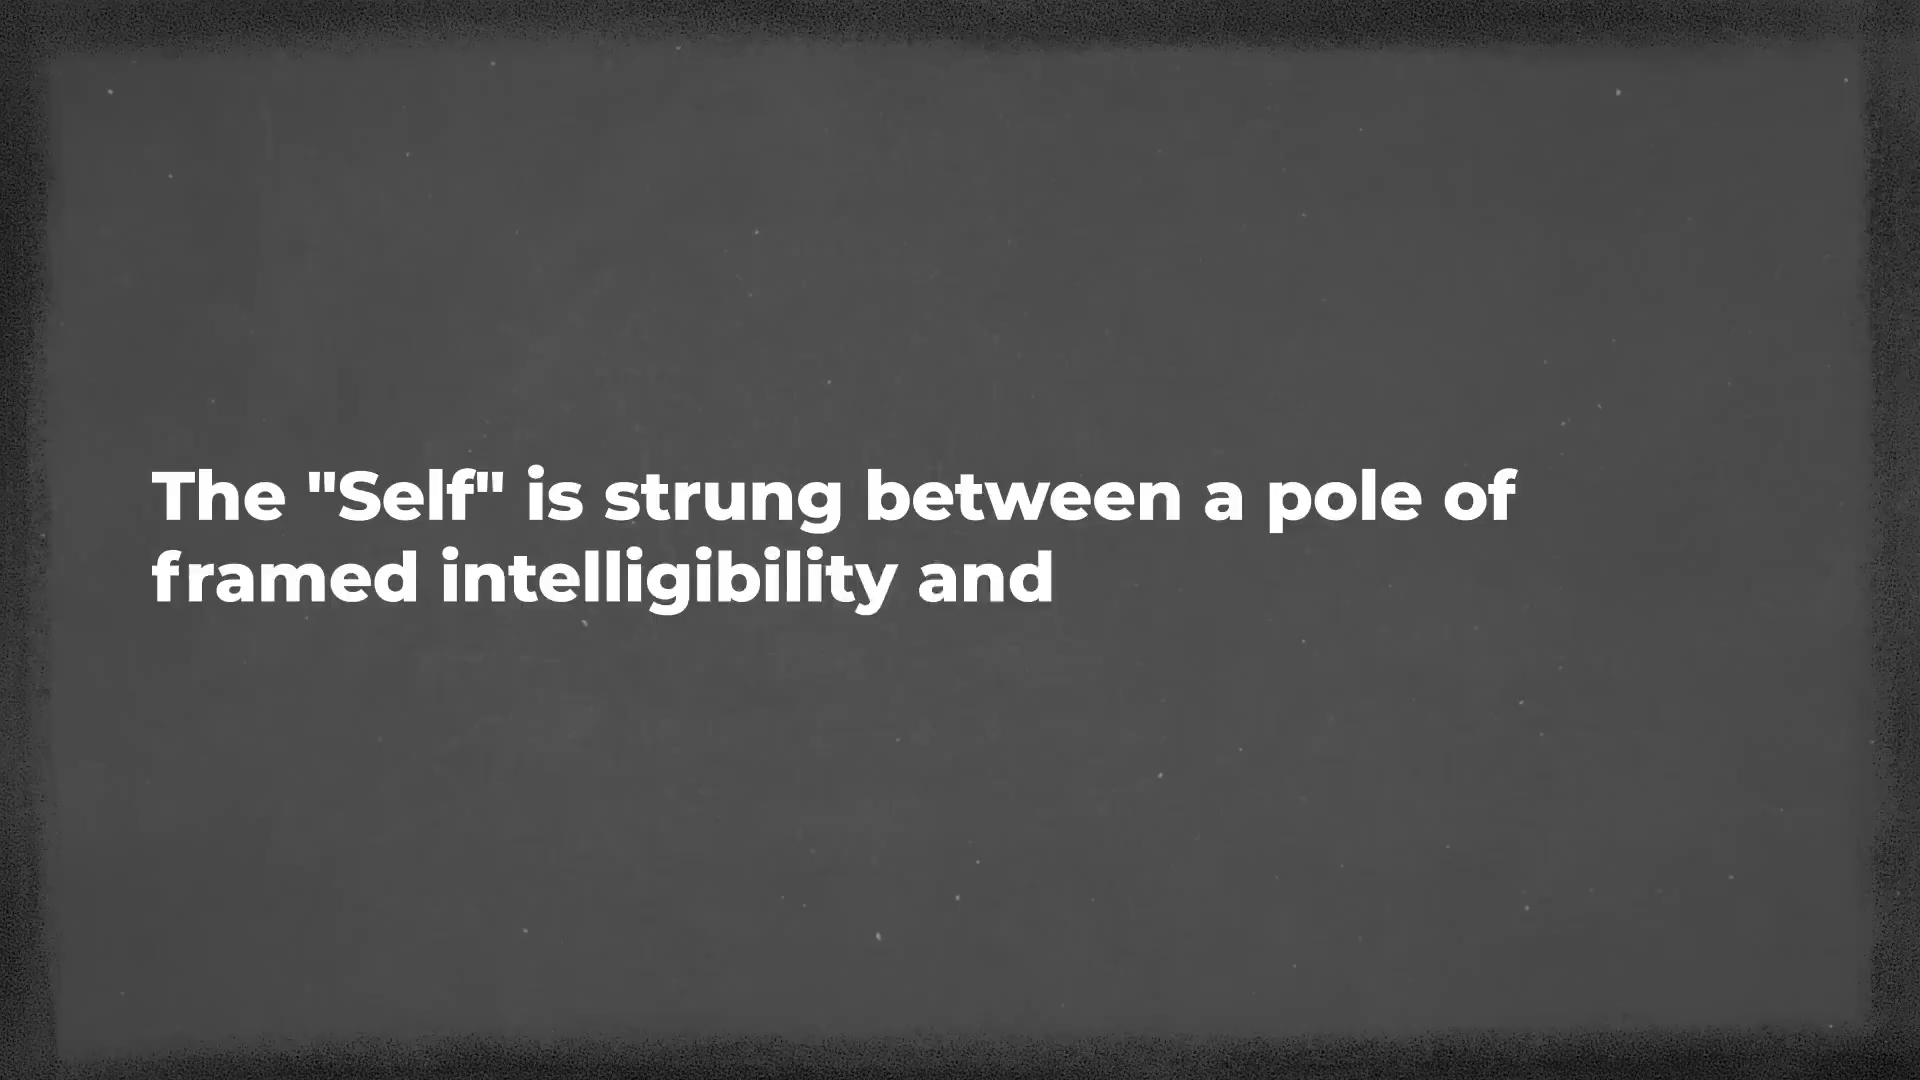 The "Self" is strung between a pole of
framed intelligibility and